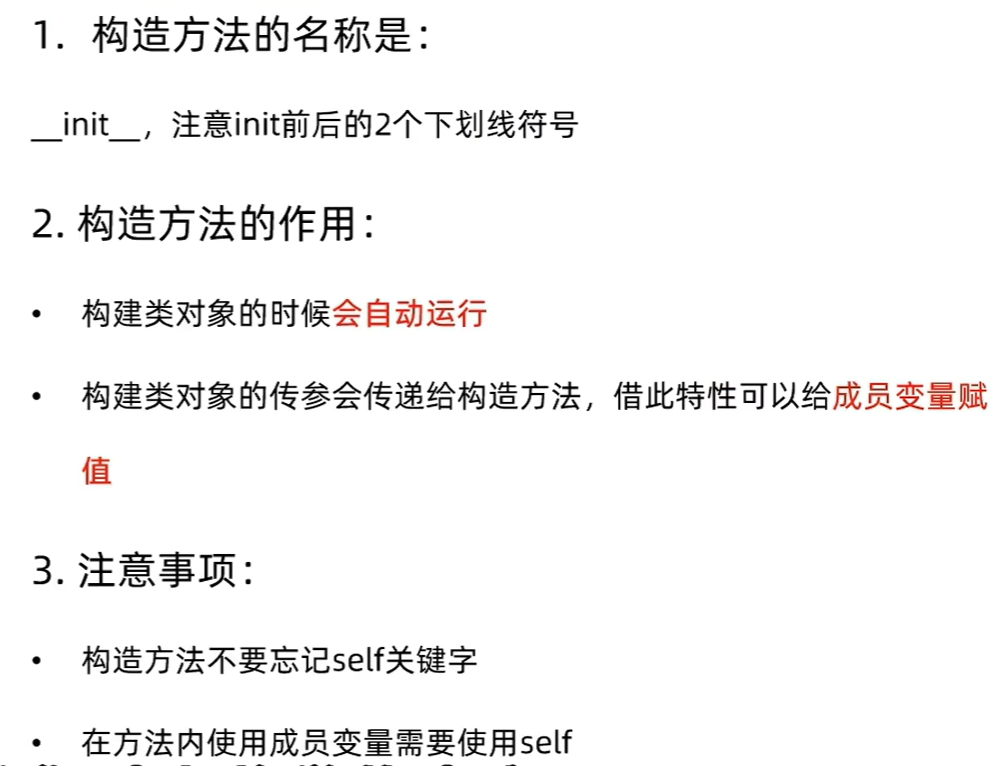 1. 构造方法的名称是：
__init__，注意init前后的2个下划线符号
2. 构造方法的作用：
• 构建类对象的时候会自动运行
• 构建类对象的传参会传递给构造方法，借此特性可以给成员变量赋
值
3. 注意事项：
• 构造方法不要忘记self关键字
• 在方法内使用成员变量需要使用self